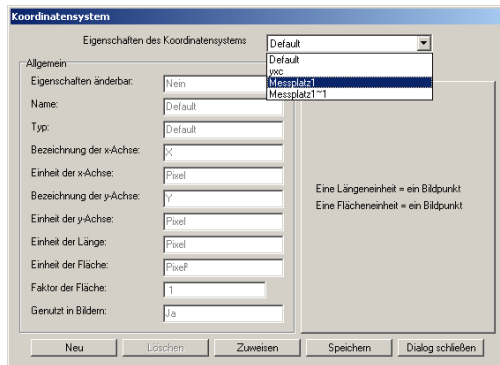 Koordinatensystem
Eigenschaften des Koordinatensystems
Default
Default
yxc
Messplatz1
Messplatz1~1
Allgemein
Eigenschaften änderbar:
Nein
Name:
Default
Typ:
Default
Bezeichnung der x-Achse:
X
Einheit der x-Achse:
Pixel
Bezeichnung der y-Achse:
Y
Einheit der y-Achse:
Pixel
Einheit der Länge:
Pixel
Einheit der Fläche:
Pixel²
Faktor der Fläche:
1
Genutzt in Bildern:
Ja
Eine Längeneinheit = ein Bildpunkt
Eine Flächeneinheit = ein Bildpunkt
Neu
Löschen
Zuweisen
Speichern
Dialog schließen